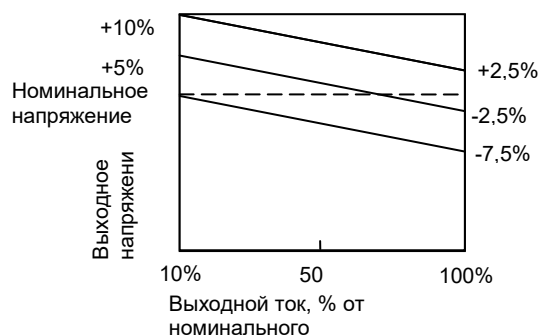 +10%
+5%
Номинальное
напряжение
+2,5%
-2,5%
-7,5%
Выходное
напряжени
10%
50
100%
Выходной ток, % от
номинального